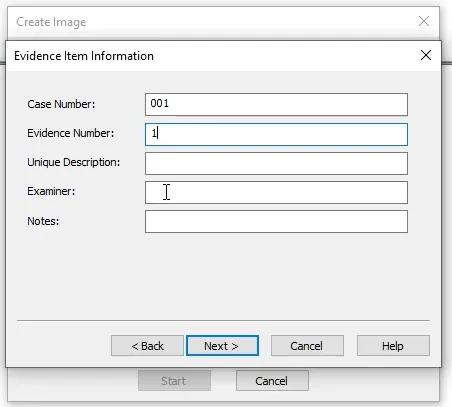 Create Image
Evidence Item Information
Case Number: 001
Evidence Number: 1
Unique Description:
Examiner:
Notes:
< Back Next > Cancel Help
Start Cancel